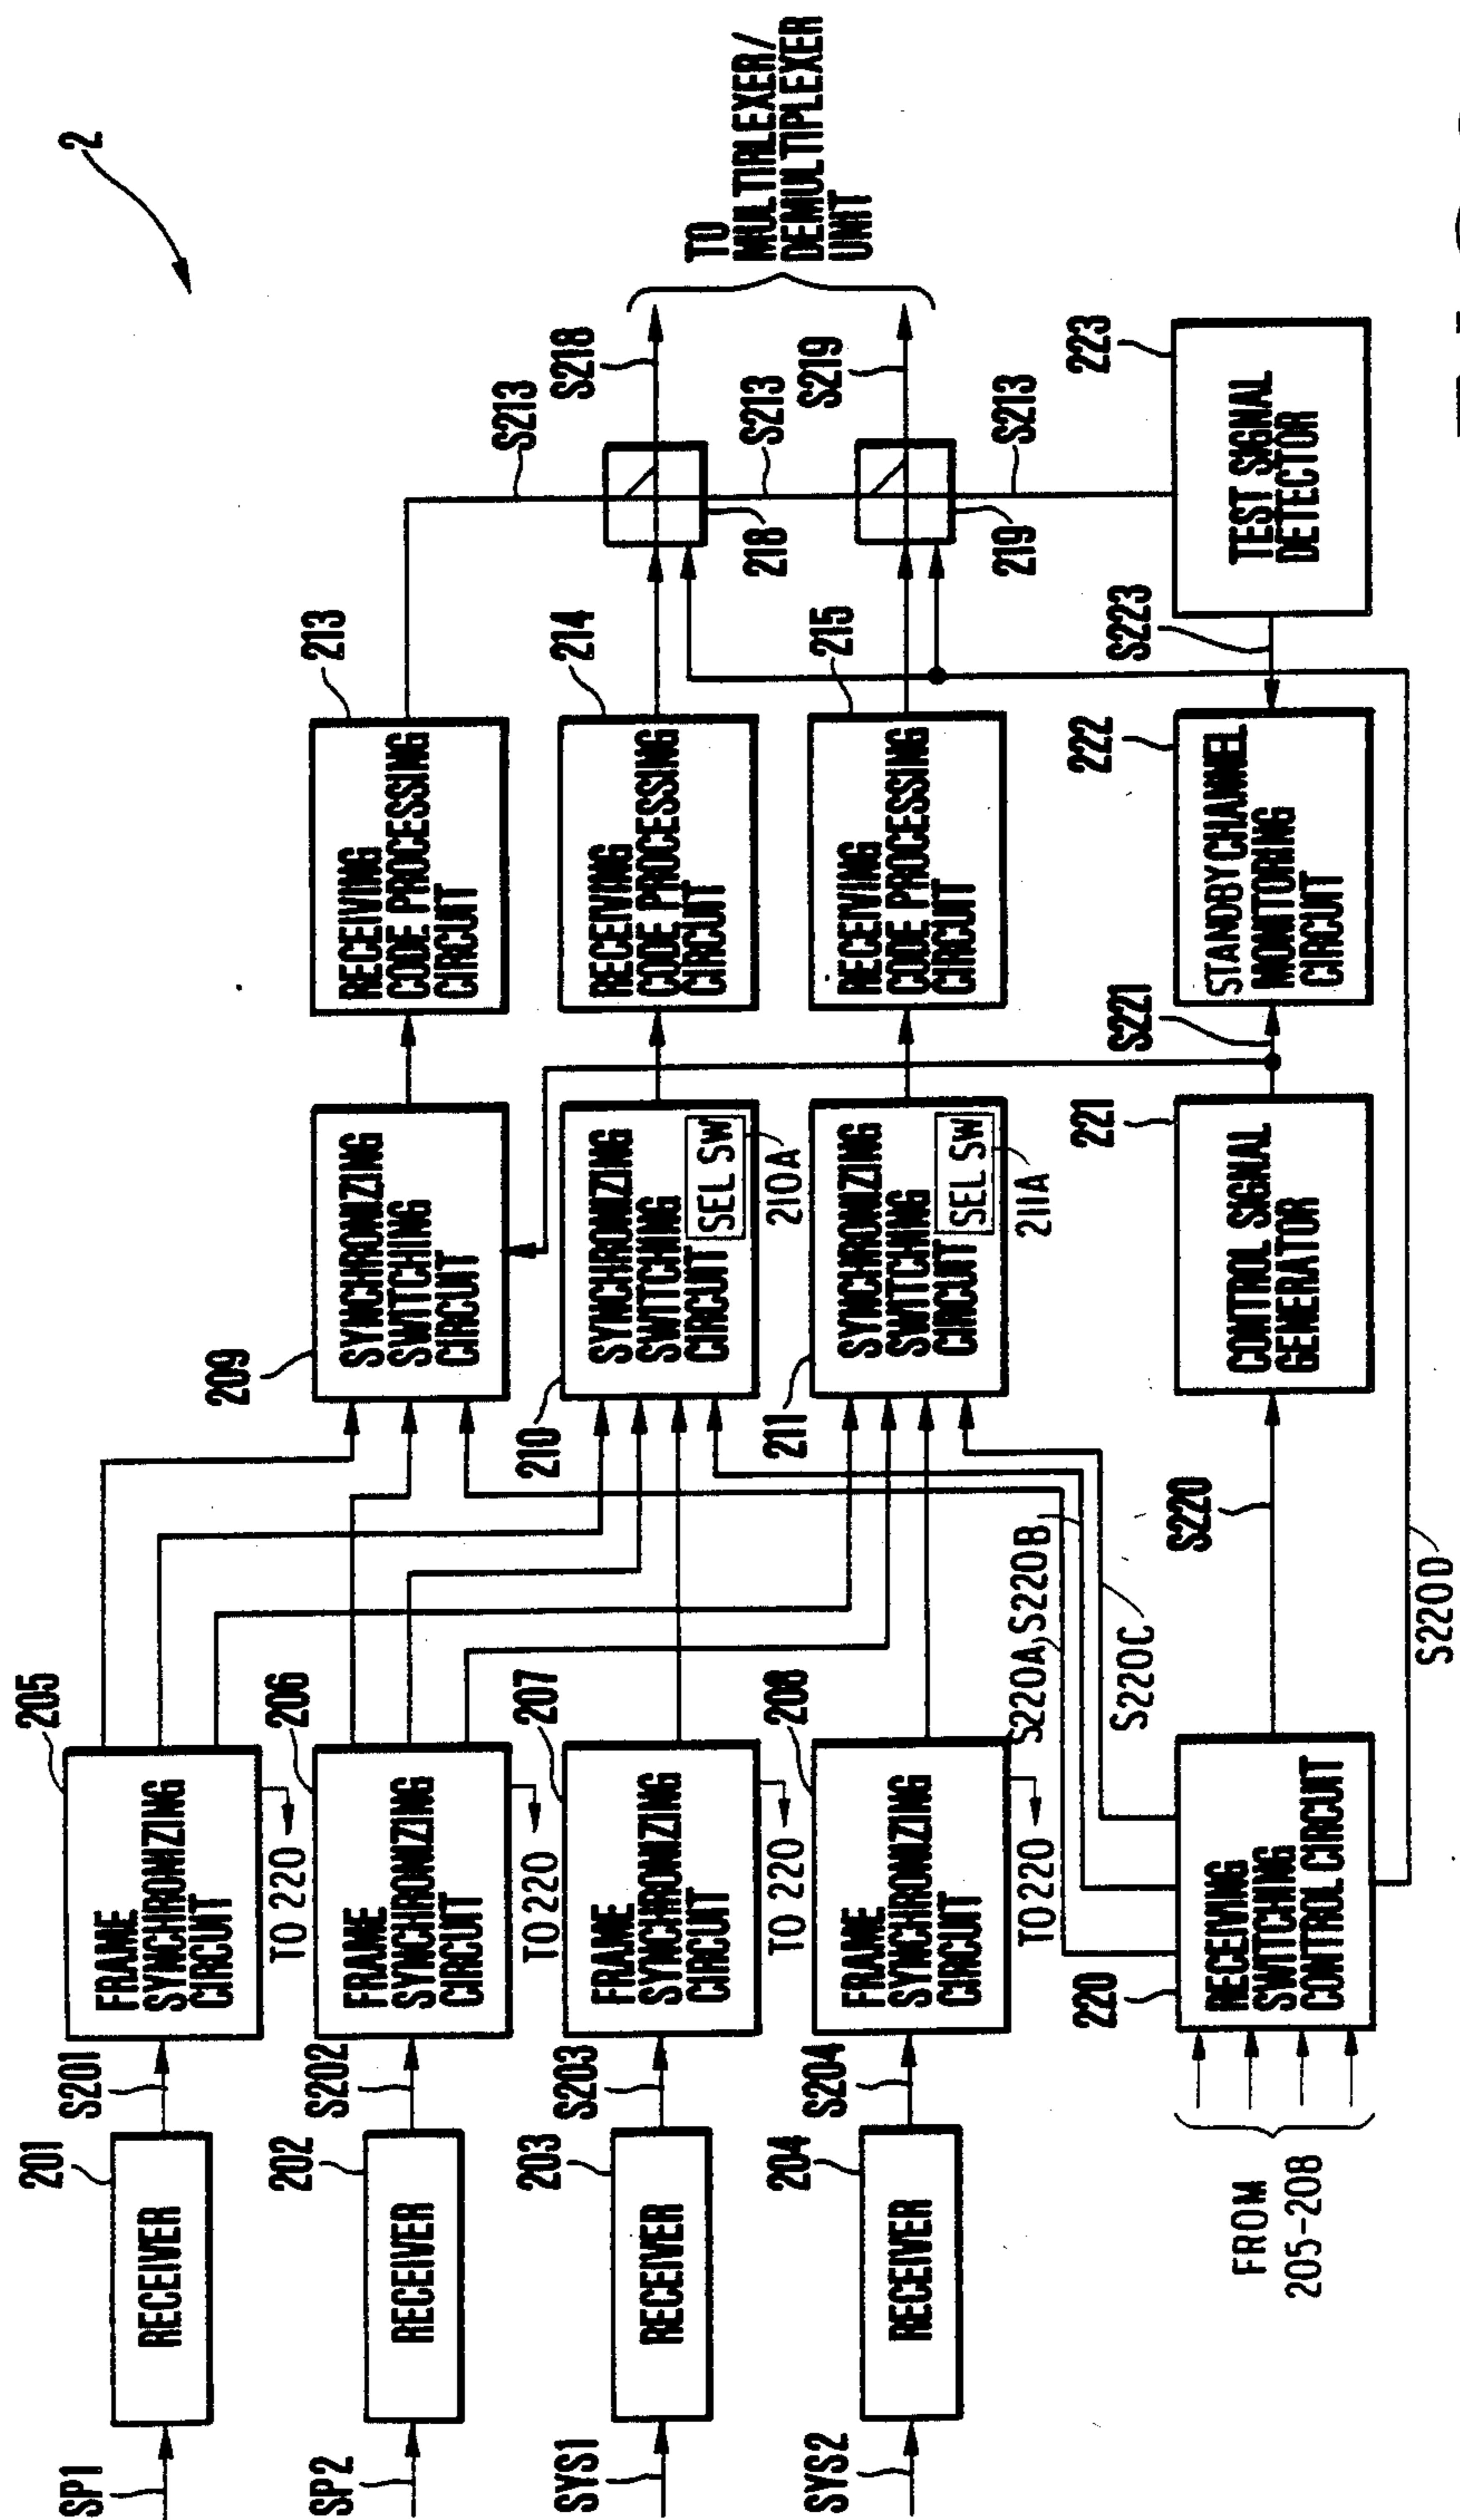 2
SP1
201
RECEIVER
S201
205
FRAME
SYNCHRONIZING
CIRCUIT
TO 220
SP2
202
RECEIVER
S202
206
FRAME
SYNCHRONIZING
CIRCUIT
TO 220
SYS1
203
RECEIVER
S203
207
FRAME
SYNCHRONIZING
CIRCUIT
TO 220
SYS2
204
RECEIVER
S204
208
FRAME
SYNCHRONIZING
CIRCUIT
TO 220
209
SYNCHRONIZING
SWITCHING
CIRCUIT
210
SYNCHRONIZING
SWITCHING
CIRCUIT
SEL SW
210A
211
SYNCHRONIZING
SWITCHING
CIRCUIT
SEL SW
211A
213
RECEIVING
CODE PROCESSING
CIRCUIT
214
RECEIVING
CODE PROCESSING
CIRCUIT
215
RECEIVING
CODE PROCESSING
CIRCUIT
S213
S218
218
S213
S219
219
S213
TO
MULTIRLEXER/
DEMULTIPLEXER
UNIT
FROM
205-208
220
RECEIVING
SWITCHING
CONTROL CIRCUIT
S220A,S220B
S220C
S220D
S220
221
CONTROL SIGNAL
GENERATOR
S221
222
STANDBY CHANNEL
MONITORING
CIRCUIT
S223
223
TEST SIGNAL
DETECTOR